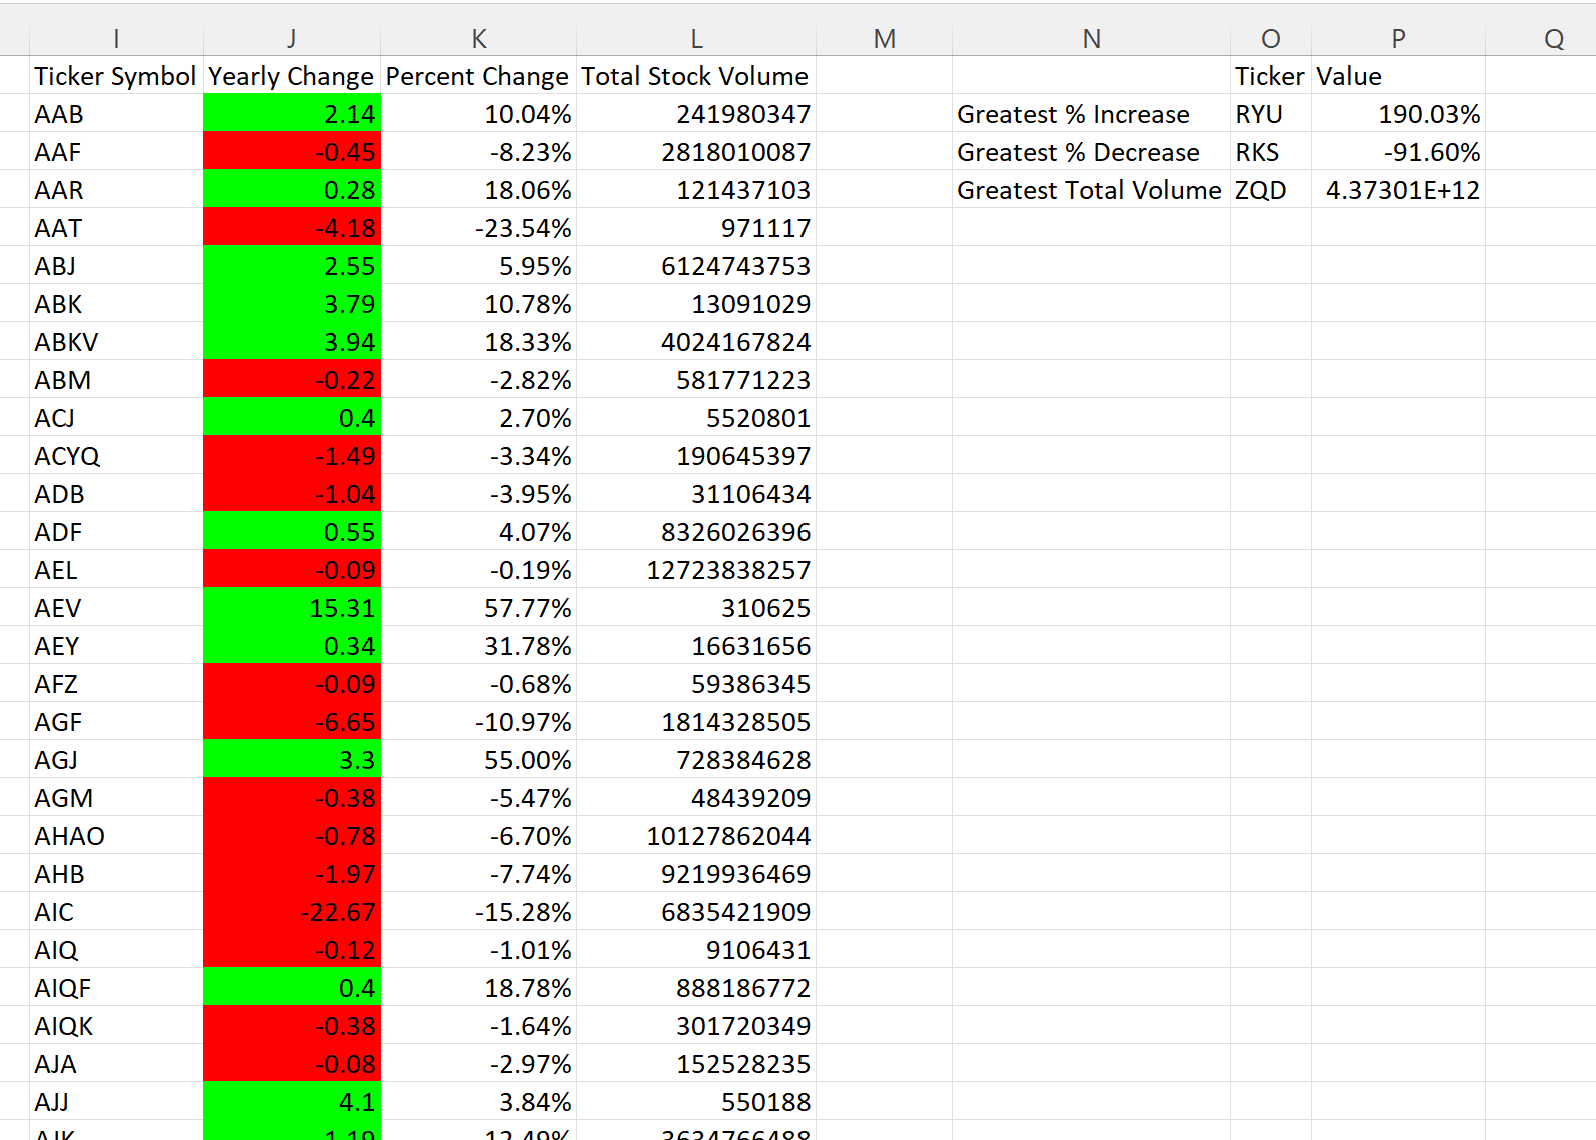 I J K L M N O P Q
Ticker Symbol Yearly Change Percent Change Total Stock Volume Ticker Value
AAB 2.14 10.04% 241980347 Greatest % Increase RYU 190.03%
AAF -0.45 -8.23% 2818010087 Greatest % Decrease RKS -91.60%
AAR 0.28 18.06% 121437103 Greatest Total Volume ZQD 4.37301E+12
AAT -4.18 -23.54% 971117
ABJ 2.55 5.95% 6124743753
ABK 3.79 10.78% 13091029
ABKV 3.94 18.33% 4024167824
ABM -0.22 -2.82% 581771223
ACJ 0.4 2.70% 5520801
ACYQ -1.49 -3.34% 190645397
ADB -1.04 -3.95% 31106434
ADF 0.55 4.07% 8326026396
AEL -0.09 -0.19% 12723838257
AEV 15.31 57.77% 310625
AEY 0.34 31.78% 16631656
AFZ -0.09 -0.68% 59386345
AGF -6.65 -10.97% 1814328505
AGJ 3.3 55.00% 728384628
AGM -0.38 -5.47% 48439209
AHAO -0.78 -6.70% 10127862044
AHB -1.97 -7.74% 9219936469
AIC -22.67 -15.28% 6835421909
AIQ -0.12 -1.01% 9106431
AIQF 0.4 18.78% 888186772
AIQK -0.38 -1.64% 301720349
AJA -0.08 -2.97% 152528235
AJJ 4.1 3.84% 550188
AJK 1.19 12.49%